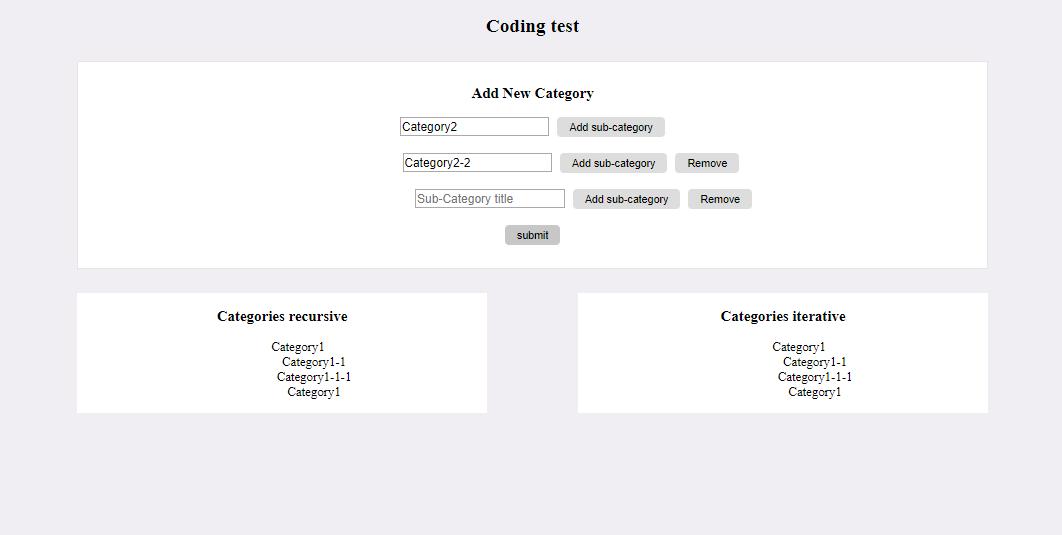 Coding test
Add New Category
Category2 Add sub-category
Category2-2 Add sub-category Remove
Sub-Category title Add sub-category Remove
submit
Categories recursive
Category1
Category1-1
Category1-1-1
Category1
Categories iterative
Category1
Category1-1
Category1-1-1
Category1